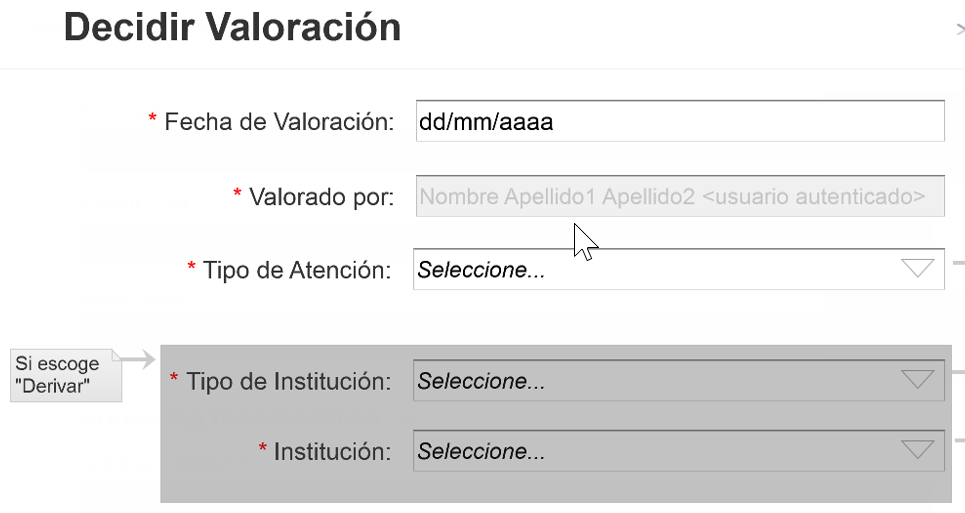 Decidir Valoración
* Fecha de Valoración: dd/mm/aaaa
* Valorado por: Nombre Apellido1 Apellido2 <usuario autenticado>
* Tipo de Atención: Seleccione...
Si escoge
"Derivar"
* Tipo de Institución: Seleccione...
* Institución: Seleccione...